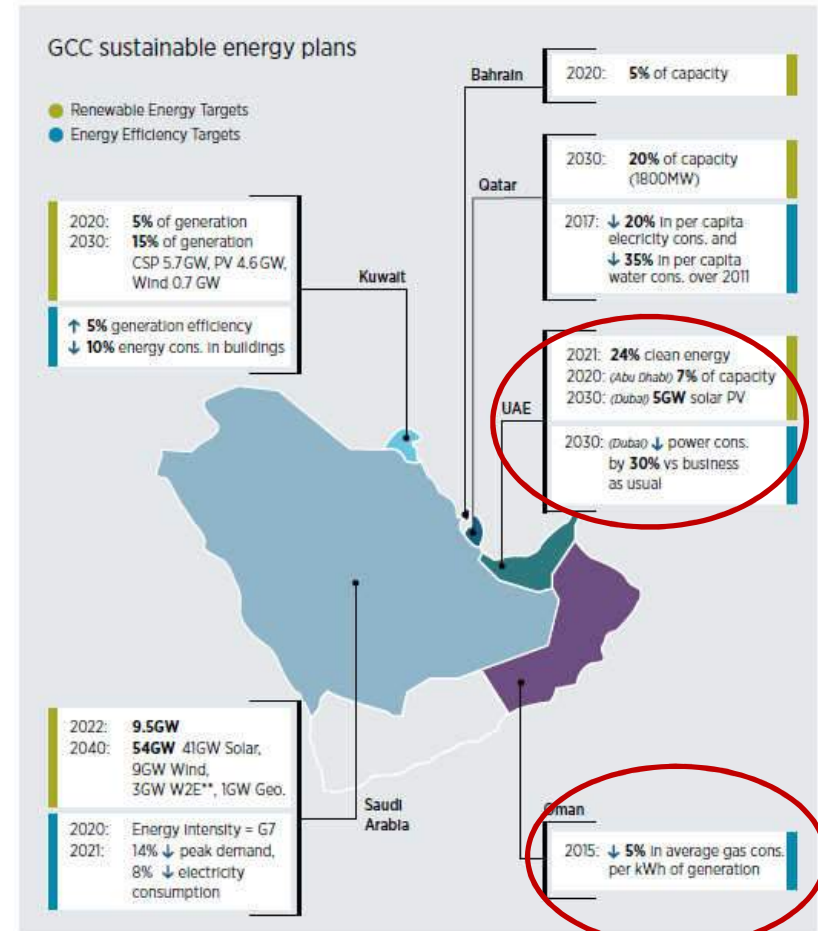 GCC sustainable energy plans
Renewable Energy Targets
Energy Efficiency Targets
Bahrain
2020: 5% of capacity
Qatar
2030: 20% of capacity
(1800MW)
2017: ↓ 20% in per capita
elecricity cons. and
↓ 35% in per capita
water cons. over 2011
2020: 5% of generation
2030: 15% of generation
CSP 5.7 GW, PV 4.6 GW,
Wind 0.7 GW
↑ 5% generation efficiency
↓ 10% energy cons. in buildings
Kuwait
UAE
2021: 24% clean energy
2020: (Abu Dhabi) 7% of capacity
2030: (Dubai) 5GW solar PV
2030: (Dubai) ↓ power cons.
by 30% vs business
as usual
2022: 9.5GW
2040: 54GW 41GW Solar,
9GW Wind,
3GW W2E**, 1GW Geo.
2020: Energy Intensity = G7
2021: 14% ↓ peak demand,
8% ↓ electricity
consumption
Saudi
Arabia
Oman
2015: ↓ 5% in average gas cons.
per kWh of generation